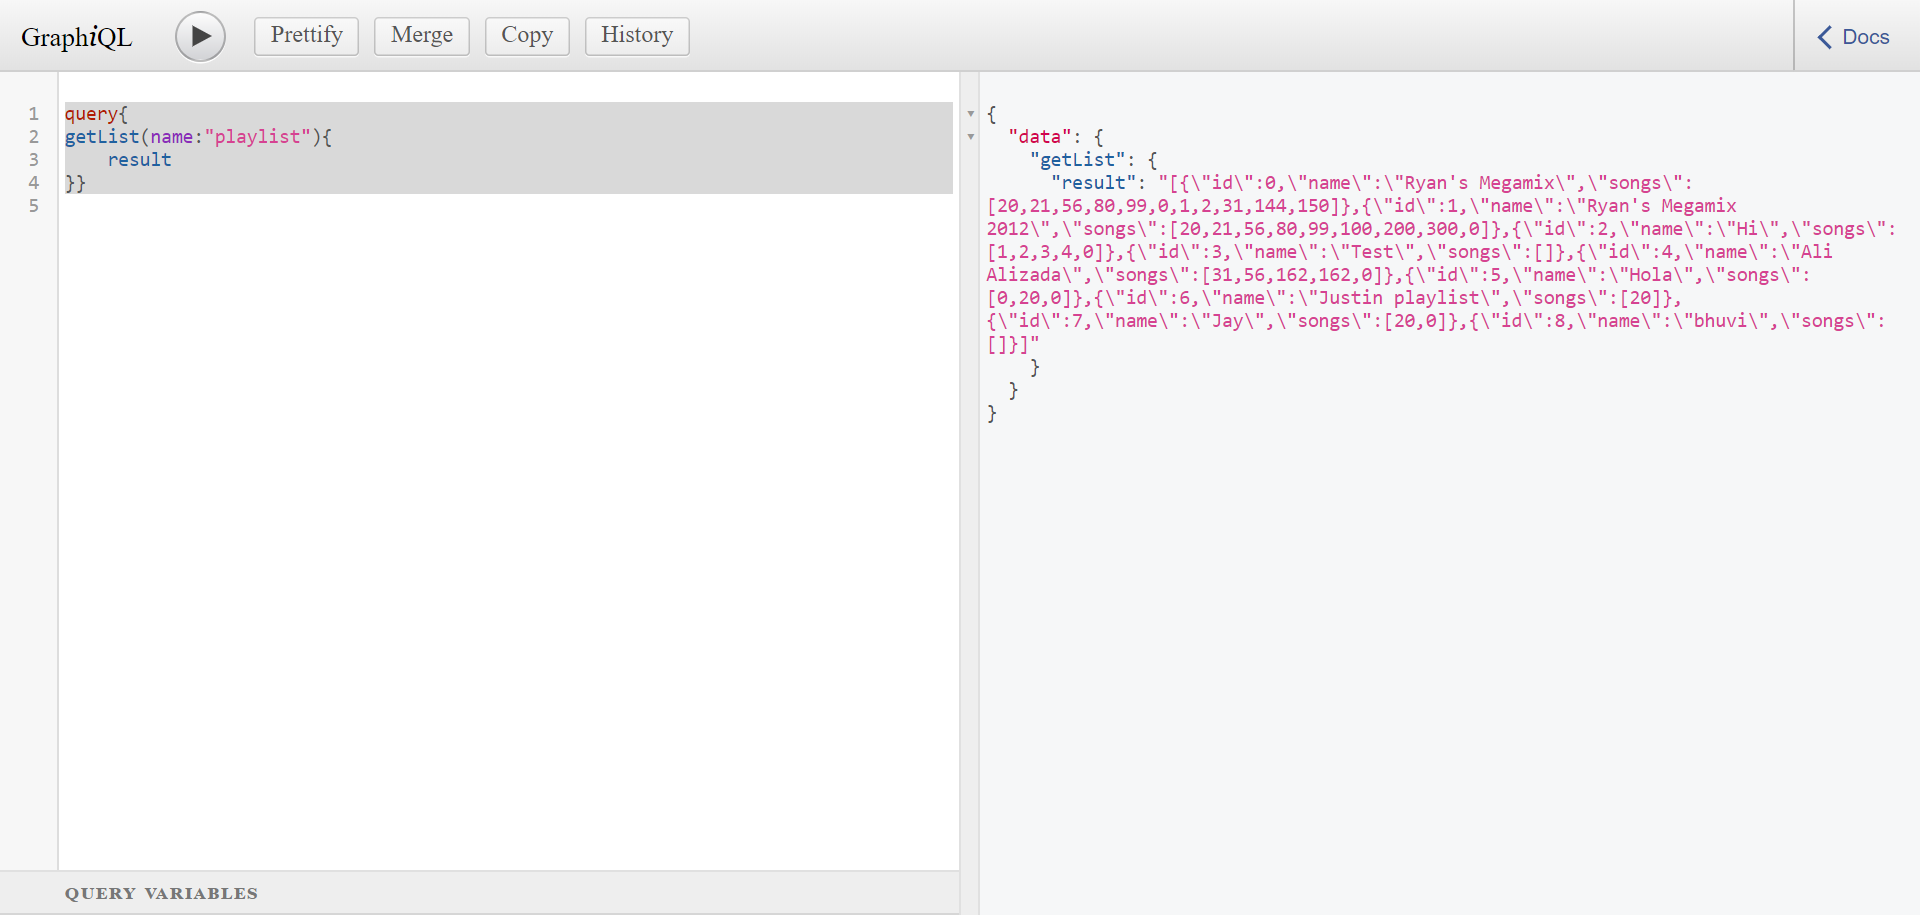 GraphiQL
Prettify
Merge
Copy
History
Docs
1 query{
2 getList(name:"playlist"){
3     result
4 }}
5
{
  "data": {
    "getList": {
      "result": "[{\"id\":0,\"name\":\"Ryan's Megamix\",\"songs\":
[20,21,56,80,99,0,1,2,31,144,150]},{\"id\":1,\"name\":\"Ryan's Megamix
2012\",\"songs\":[20,21,56,80,99,100,200,300,0]},{\"id\":2,\"name\":\"Hi\",\"songs\":
[1,2,3,4,0]},{\"id\":3,\"name\":\"Test\",\"songs\":[]},{\"id\":4,\"name\":\"Ali
Alizada\",\"songs\":[31,56,162,162,0]},{\"id\":5,\"name\":\"Hola\",\"songs\":
[0,20,0]},{\"id\":6,\"name\":\"Justin playlist\",\"songs\":[20]},
{\"id\":7,\"name\":\"Jay\",\"songs\":[20,0]},{\"id\":8,\"name\":\"bhuvi\",\"songs\":
[]}]"
    }
  }
}
QUERY VARIABLES